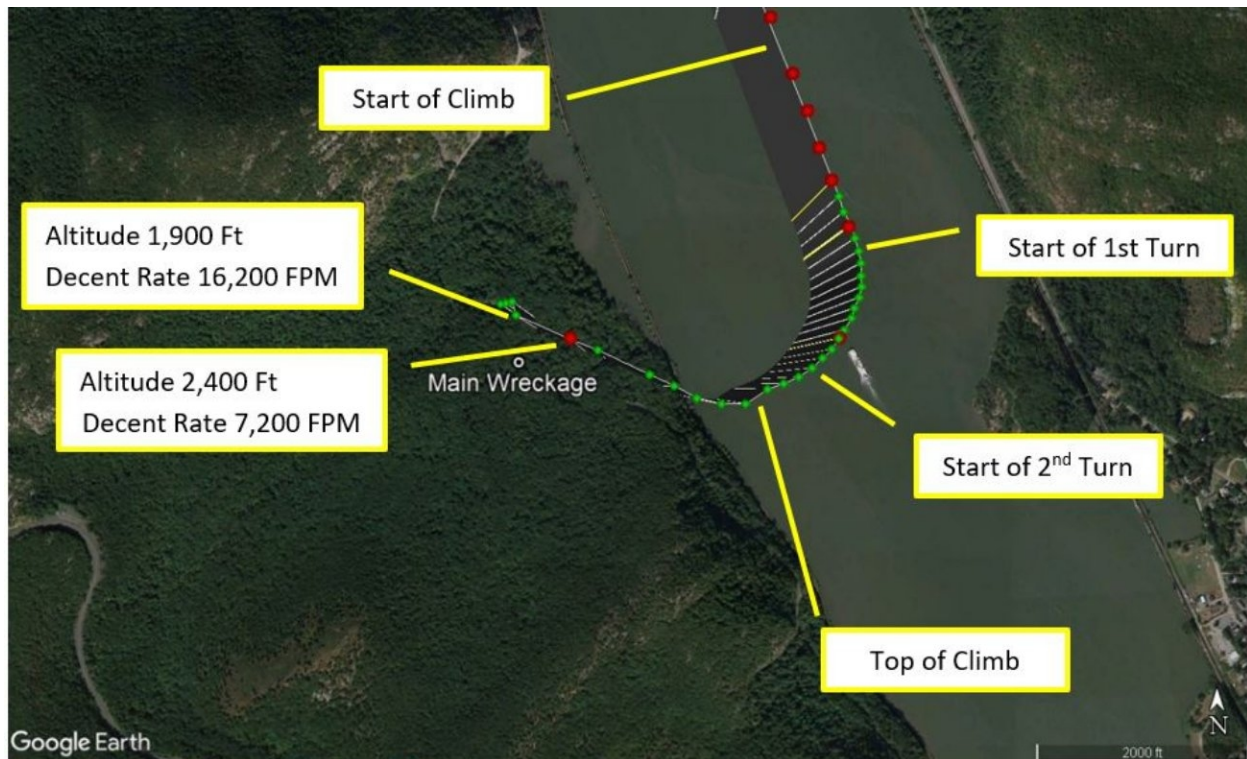 Start of Climb
Altitude 1,900 Ft
Decent Rate 16,200 FPM
Start of 1st Turn
Altitude 2,400 Ft
Decent Rate 7,200 FPM
Main Wreckage
Start of 2nd Turn
Top of Climb
N
Google Earth
2000 ft